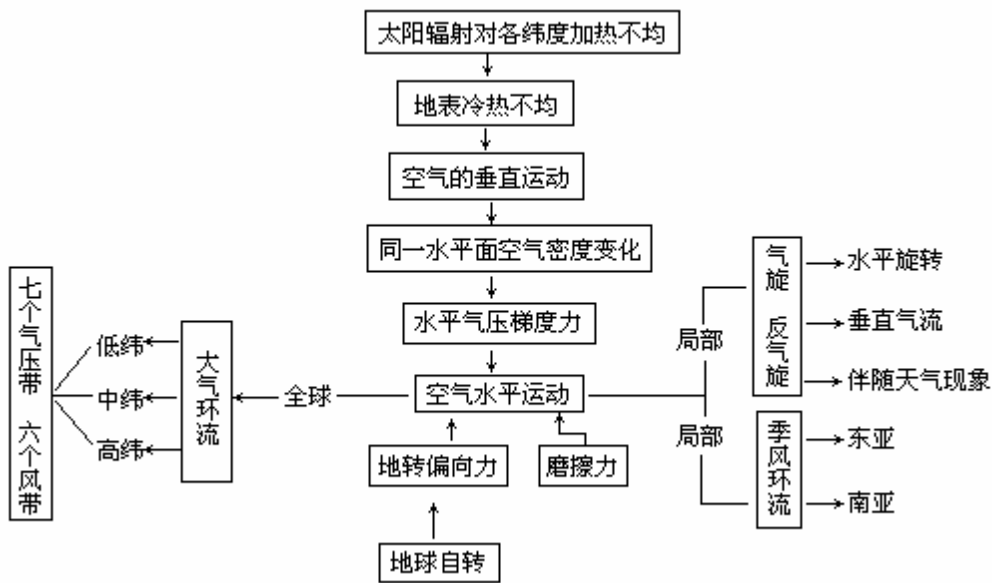 太阳辐射对各纬度加热不均
地表冷热不均
空气的垂直运动
同一水平面空气密度变化
水平气压梯度力
空气水平运动
地转偏向力
磨擦力
地球自转
全球
大气环流
低纬
中纬
高纬
七个气压带 六个风带
局部
气旋 反气旋
水平旋转
垂直气流
伴随天气现象
局部
季风环流
东亚
南亚